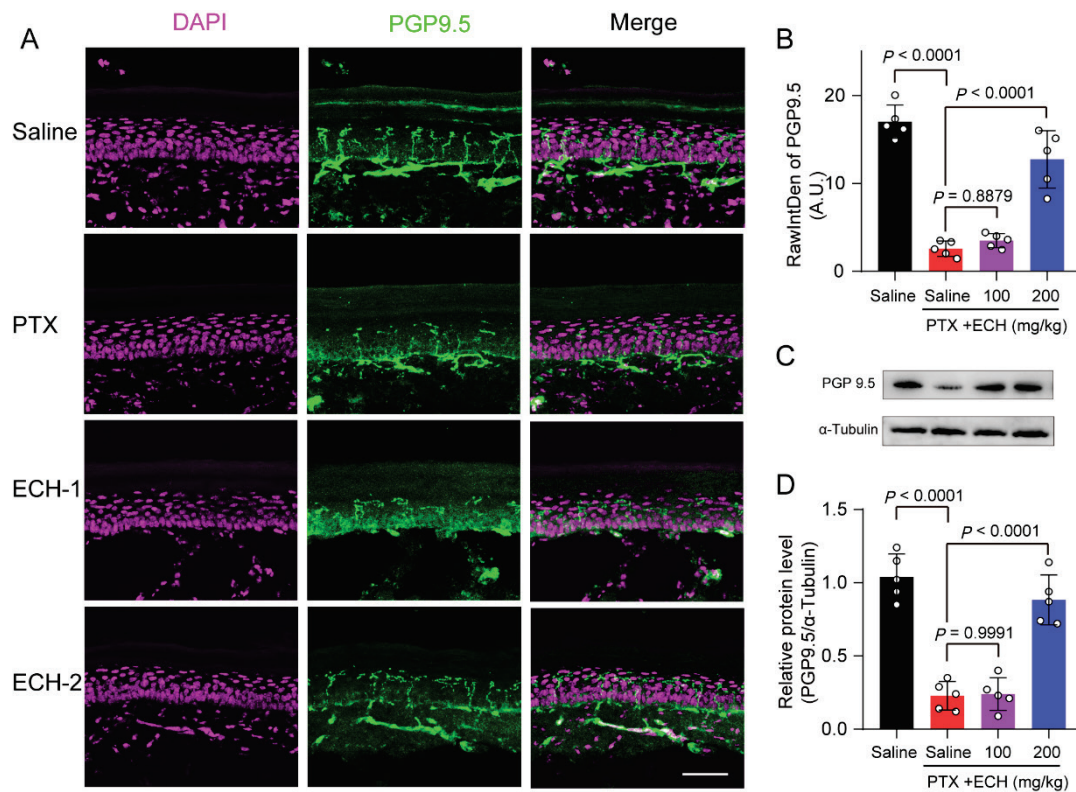 A
DAPI
PGP9.5
Merge
Saline
PTX
ECH-1
ECH-2
B
P < 0.0001
P < 0.0001
P = 0.8879
RawIntDen of PGP9.5
(A.U.)
20
10
0
Saline
Saline
100
200
PTX +ECH (mg/kg)
C
PGP 9.5
α-Tubulin
D
P < 0.0001
P < 0.0001
P = 0.9991
Relative protein level
(PGP9.5/α-Tubulin)
1.5
1.0
0.5
0.0
Saline
Saline
100
200
PTX +ECH (mg/kg)